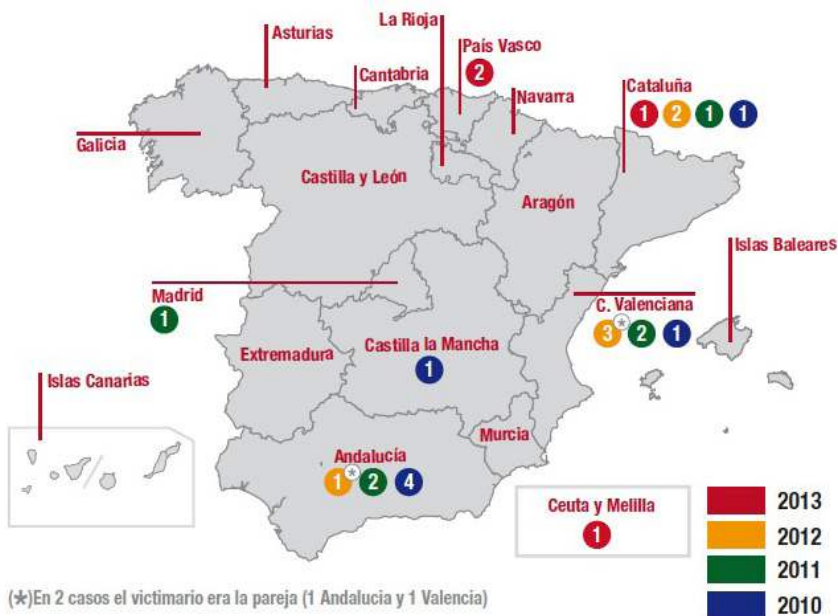 La Rioja
Asturias
País Vasco
2
Cantabria
Navarra
Cataluña
1 2 1 1
Galicia
Castilla y León
Aragón
Islas Baleares
Madrid
1
C. Valenciana
3 * 2 1
Castilla la Mancha
1
Extremadura
Islas Canarias
Murcia
Andalucía
1 * 2 4
Ceuta y Melilla
1
2013
2012
2011
2010
(*)En 2 casos el victimario era la pareja (1 Andalucia y 1 Valencia)